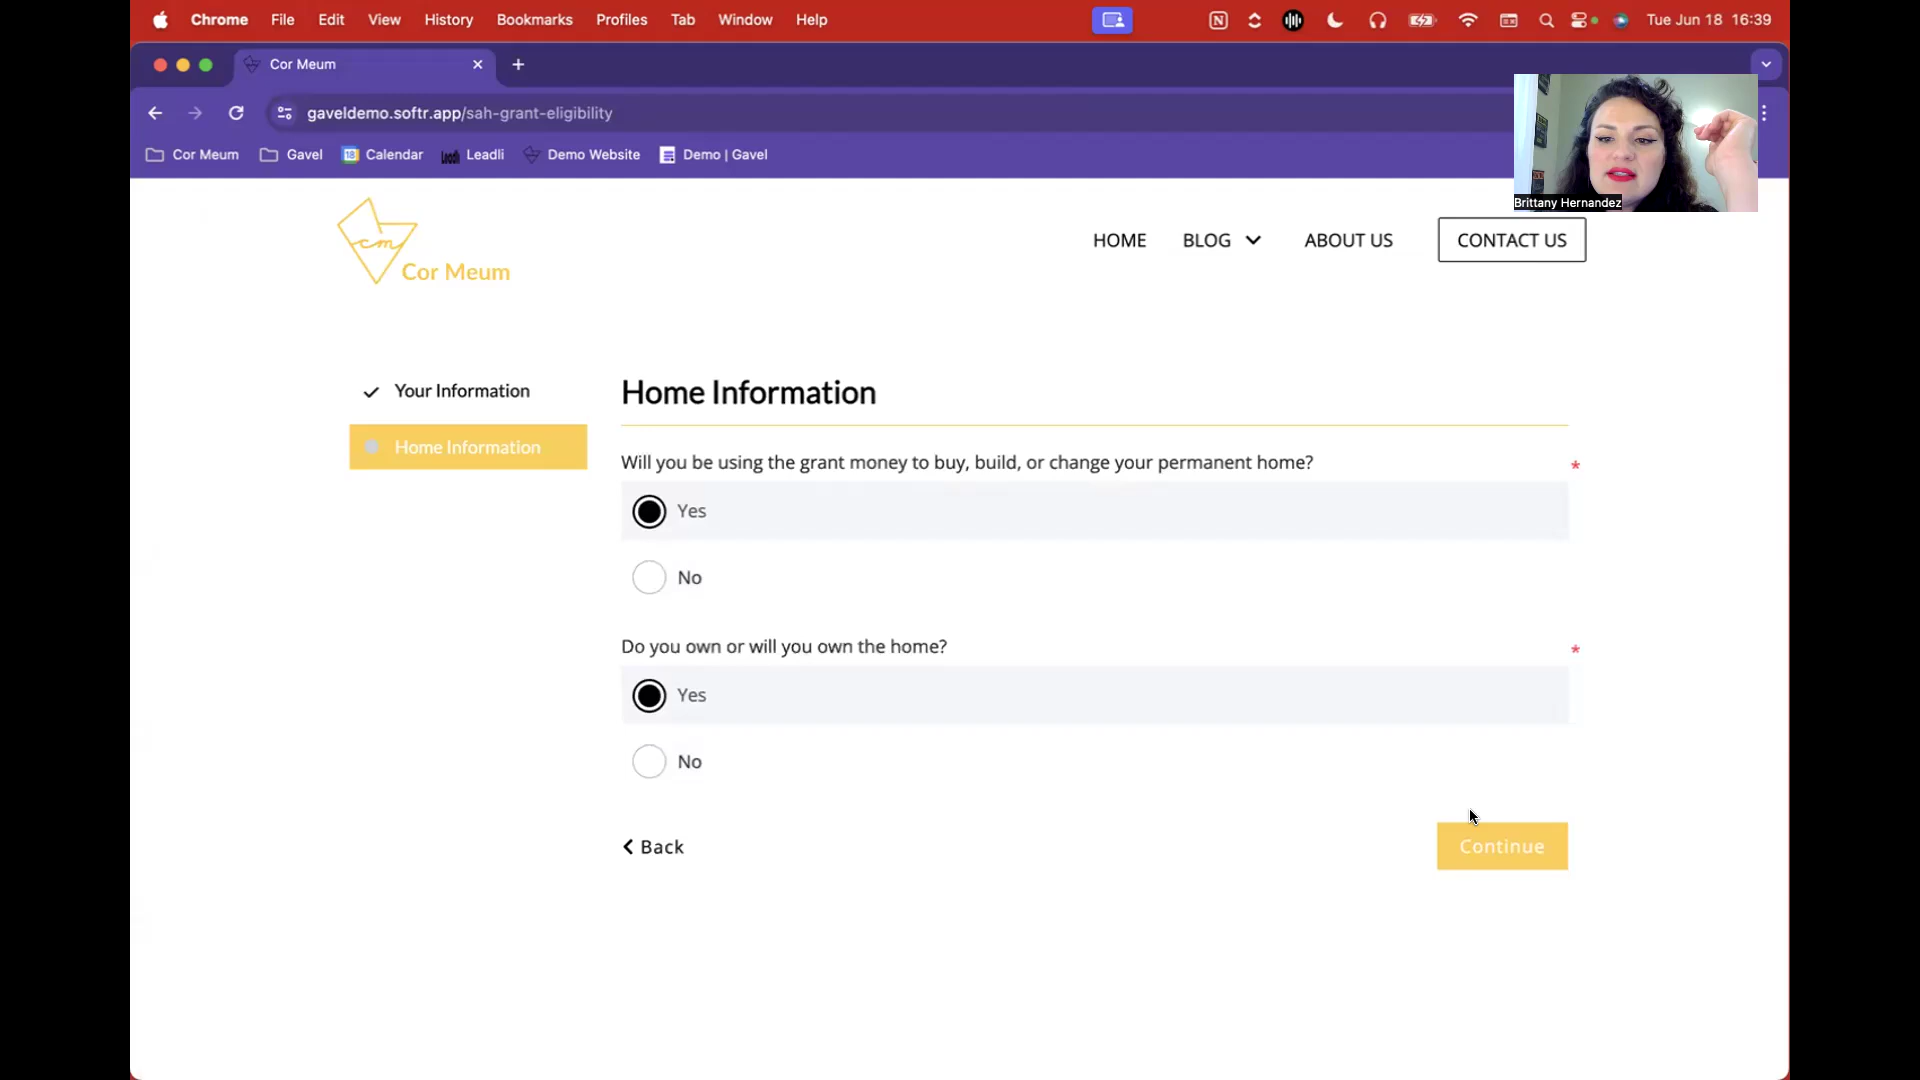 Chrome File Edit View History Bookmarks Profiles Tab Window Help
Tue Jun 18 16:39
Cor Meum
gaveldemo.softr.app/sah-grant-eligibility
Cor Meum Gavel Calendar Leadli Demo Website Demo | Gavel
Brittany Hernandez
cm
Cor Meum
HOME BLOG ABOUT US CONTACT US
Your Information
Home Information
Home Information
Will you be using the grant money to buy, build, or change your permanent home? *
Yes
No
Do you own or will you own the home? *
Yes
No
Back
Continue